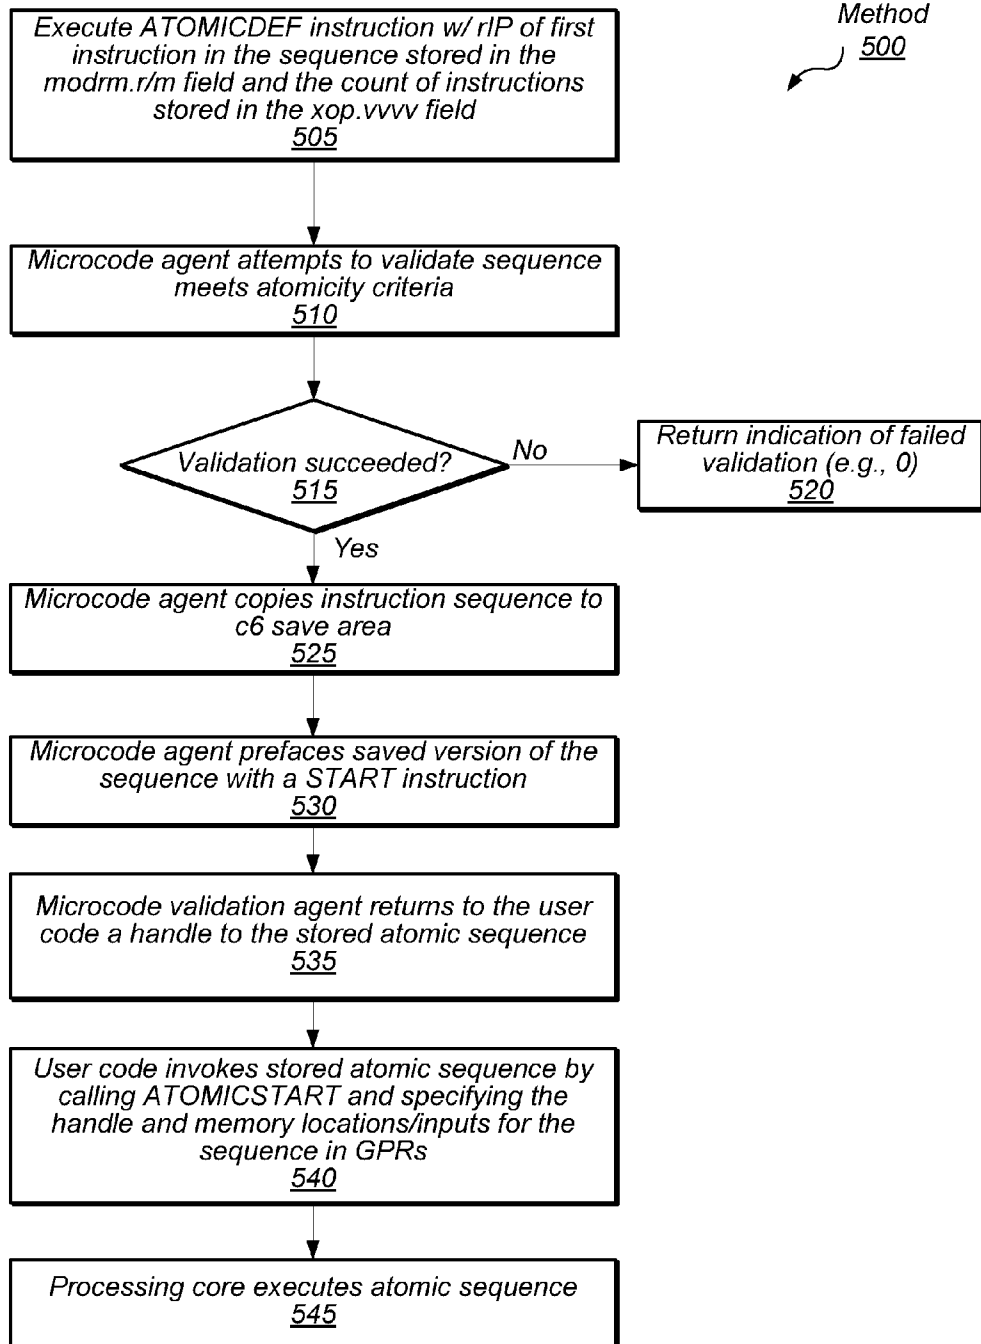 Method
500
Execute ATOMICDEF instruction w/ rIP of first
instruction in the sequence stored in the
modrm.r/m field and the count of instructions
stored in the xop.vvvv field
505
Microcode agent attempts to validate sequence
meets atomicity criteria
510
Validation succeeded?
515
No
Return indication of failed
validation (e.g., 0)
520
Yes
Microcode agent copies instruction sequence to
c6 save area
525
Microcode agent prefaces saved version of the
sequence with a START instruction
530
Microcode validation agent returns to the user
code a handle to the stored atomic sequence
535
User code invokes stored atomic sequence by
calling ATOMICSTART and specifying the
handle and memory locations/inputs for the
sequence in GPRs
540
Processing core executes atomic sequence
545